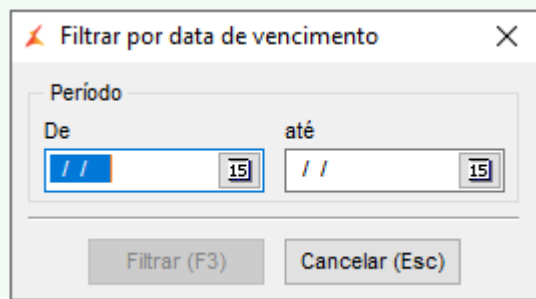 Filtrar por data de vencimento
Período
De até
/ / 15 / / 15
Filtrar (F3) Cancelar (Esc)